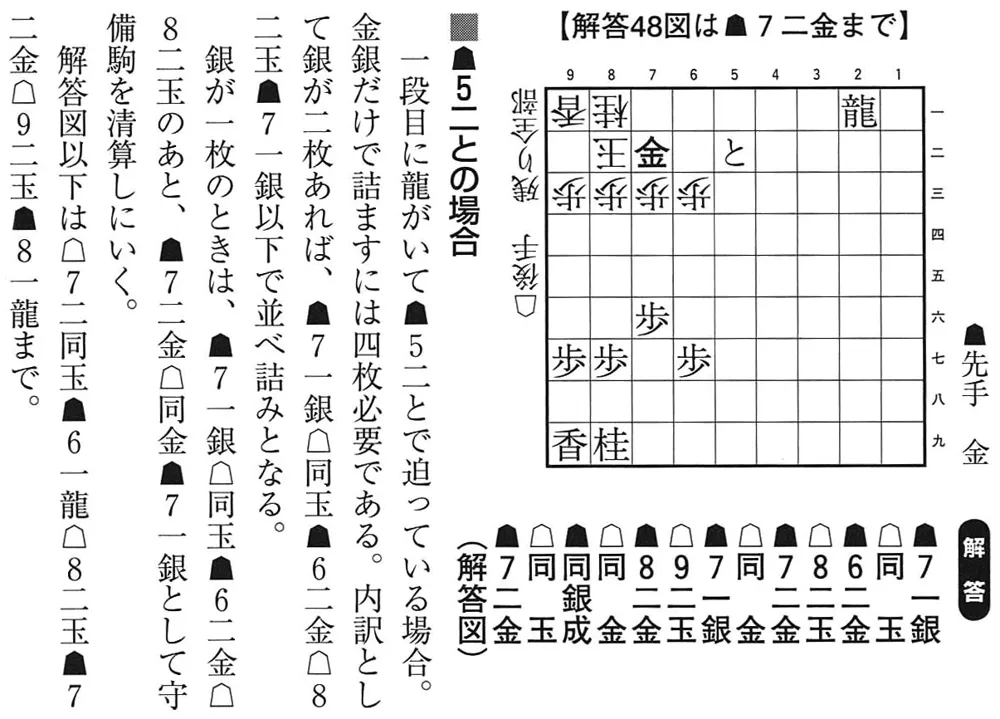 【解答48図は▲7二金まで】
9 8 7 6 5 4 3 2 1
香 桂 龍 一
王 金 と 二
歩 歩 歩 歩 三
四
五
歩 六
歩 歩 歩 七
八
香 桂 九
▲先手 金
△後手 残り全部
解答
▲7一銀
△同玉
▲6二金
△8二玉
▲7二金
△同金
▲7一銀
△9二玉
▲8二金
△同金
▲同銀成
△同玉
▲7二金
(解答図)
■▲5二との場合
一段目に龍がいて▲5二とで迫っている場合。
金銀だけで詰ますには四枚必要である。内訳とし
て銀が二枚あれば、▲7一銀△同玉▲6二金△8
二玉▲7一銀以下で並べ詰みとなる。
銀が一枚のときは、▲7一銀△同玉▲6二金△
8二玉のあと、▲7二金△同金▲7一銀として守
備駒を清算しにいく。
解答図以下は△7二同玉▲6一龍△8二玉▲7
二金△9二玉▲8一龍まで。